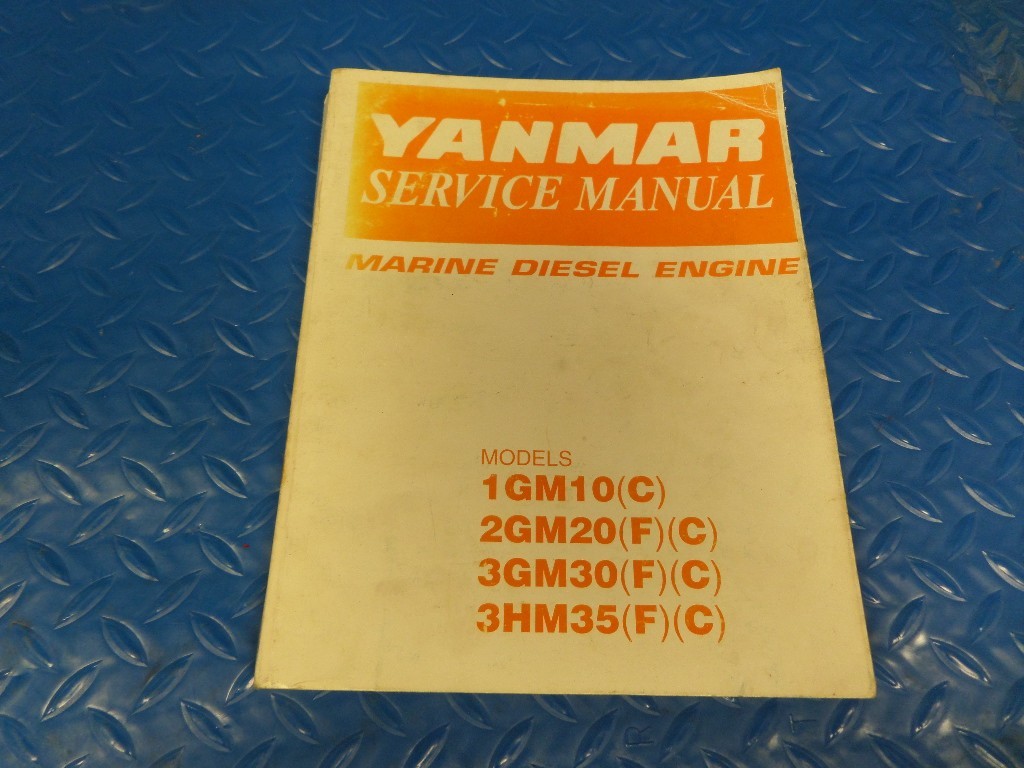 YANMAR
SERVICE MANUAL
MARINE DIESEL ENGINE
MODELS
1GM10(C)
2GM20(F)(C)
3GM30(F)(C)
3HM35(F)(C)
R T